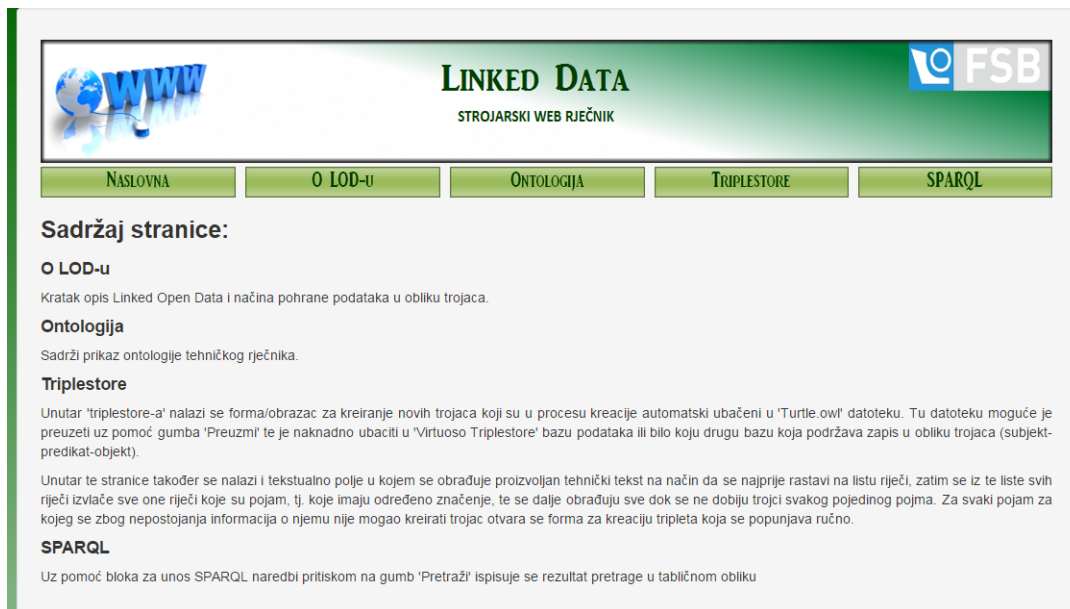 WWW
LINKED DATA
STROJARSKI WEB RJEČNIK
FSB
NASLOVNA
O LOD-U
ONTOLOGIJA
TRIPLESTORE
SPARQL
Sadržaj stranice:
O LOD-u
Kratak opis Linked Open Data i načina pohrane podataka u obliku trojaca.
Ontologija
Sadrži prikaz ontologije tehničkog rječnika.
Triplestore
Unutar 'triplestore-a' nalazi se forma/obrazac za kreiranje novih trojaca koji su u procesu kreacije automatski ubačeni u 'Turtle.owl' datoteku. Tu datoteku moguće je
preuzeti uz pomoć gumba 'Preuzmi' te je naknadno ubaciti u 'Virtuoso Triplestore' bazu podataka ili bilo koju drugu bazu koja podržava zapis u obliku trojaca (subjekt-
predikat-objekt).
Unutar te stranice također se nalazi i tekstualno polje u kojem se obrađuje proizvoljan tehnički tekst na način da se najprije rastavi na listu riječi, zatim se iz te liste svih
riječi izvlače sve one riječi koje su pojam, tj. koje imaju određeno značenje, te se dalje obrađuju sve dok se ne dobiju trojci svakog pojedinog pojma. Za svaki pojam za
kojeg se zbog nepostojanja informacija o njemu nije mogao kreirati trojac otvara se forma za kreaciju tripleta koja se popunjava ručno.
SPARQL
Uz pomoć bloka za unos SPARQL naredbi pritiskom na gumb 'Pretraži' ispisuje se rezultat pretrage u tabličnom obliku